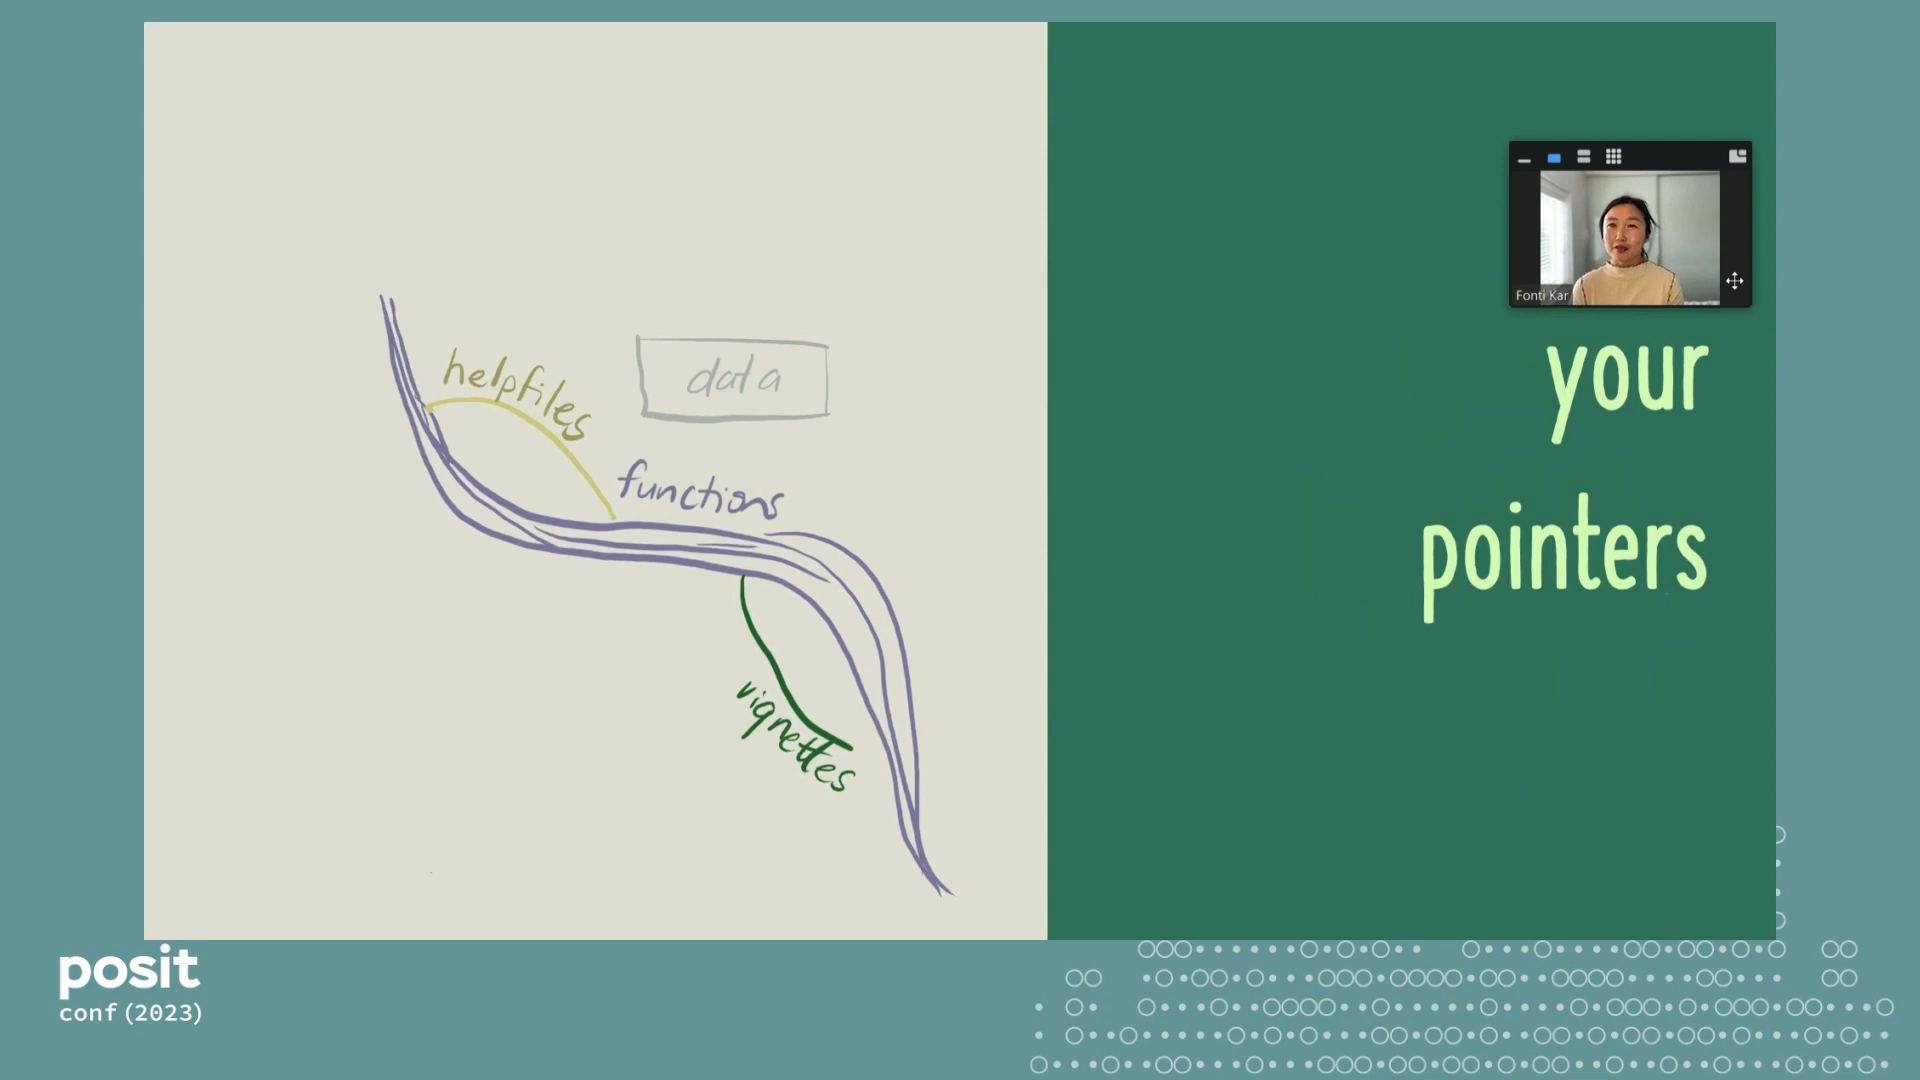 helpfiles
data
functions
vignettes
Fonti Kar
your
pointers
posit
conf(2023)